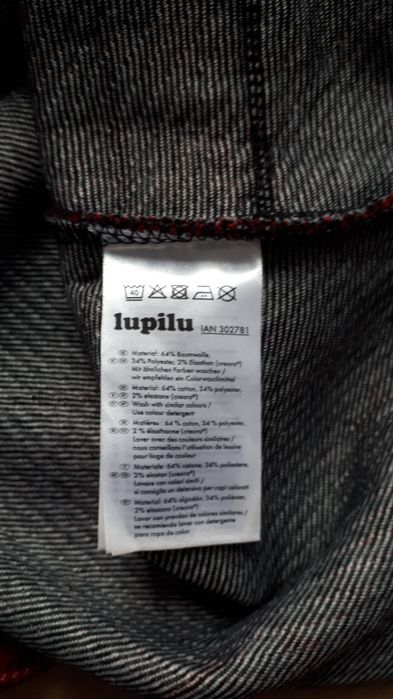 40
lupilu IAN 302781
DE Material: 64% Baumwolle,
34% Polyester, 2% Elasthan (creora®)
Mit ähnlichen Farben waschen /
wir empfehlen ein Colorwaschmittel
Material: 64% cotton, 34% polyester,
2% elastane (creora®)
Wash with similar colours /
Use colour detergent
Matières : 64 % coton, 34 % polyester,
2 % élasthanne (creora®)
Laver avec des couleurs similaires /
nous conseillons l'utilisation de lessive
pour linge de couleur
Materiale: 64% cotone, 34% poliestere,
2% elastan (creora®)
Lavare con colori simili /
si consiglia un detersivo per capi colorati
Material: 64% algodón, 34% poliéster,
2% elastano (creora®)
Lavar con prendas de colores similares /
se recomienda lavar con detergente
para ropa de color